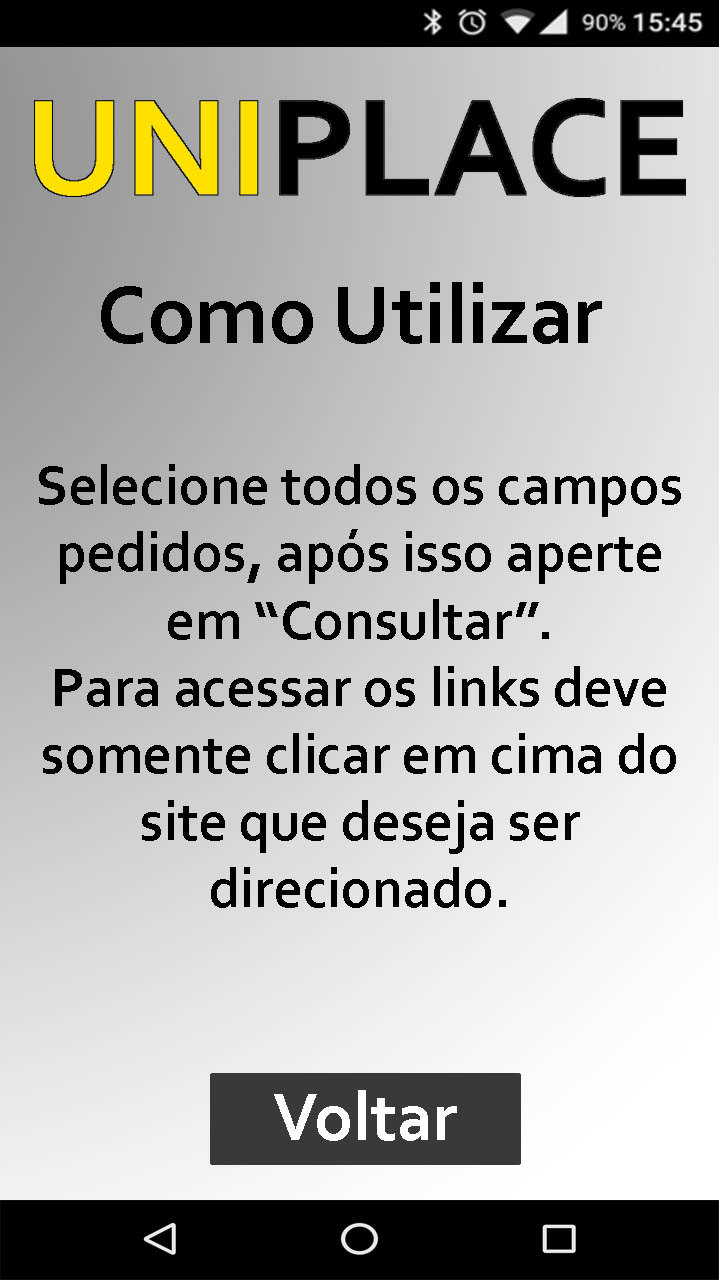 90% 15:45
UNIPLACE
Como Utilizar
Selecione todos os campos
pedidos, após isso aperte
em “Consultar”.
Para acessar os links deve
somente clicar em cima do
site que deseja ser
direcionado.
Voltar